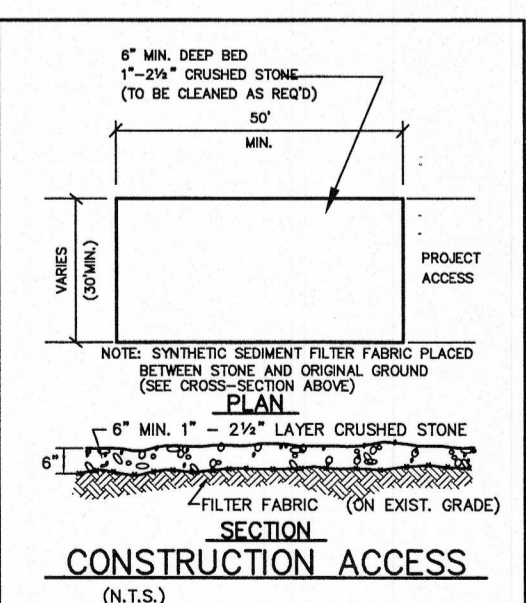 6" MIN. DEEP BED
1"-2½" CRUSHED STONE
(TO BE CLEANED AS REQ'D)
50'
MIN.
VARIES
(30'MIN.)
PROJECT
ACCESS
NOTE: SYNTHETIC SEDIMENT FILTER FABRIC PLACED
BETWEEN STONE AND ORIGINAL GROUND
(SEE CROSS-SECTION ABOVE)
PLAN
6" MIN. 1" - 2½" LAYER CRUSHED STONE
6"
FILTER FABRIC (ON EXIST. GRADE)
SECTION
CONSTRUCTION ACCESS
(N.T.S.)